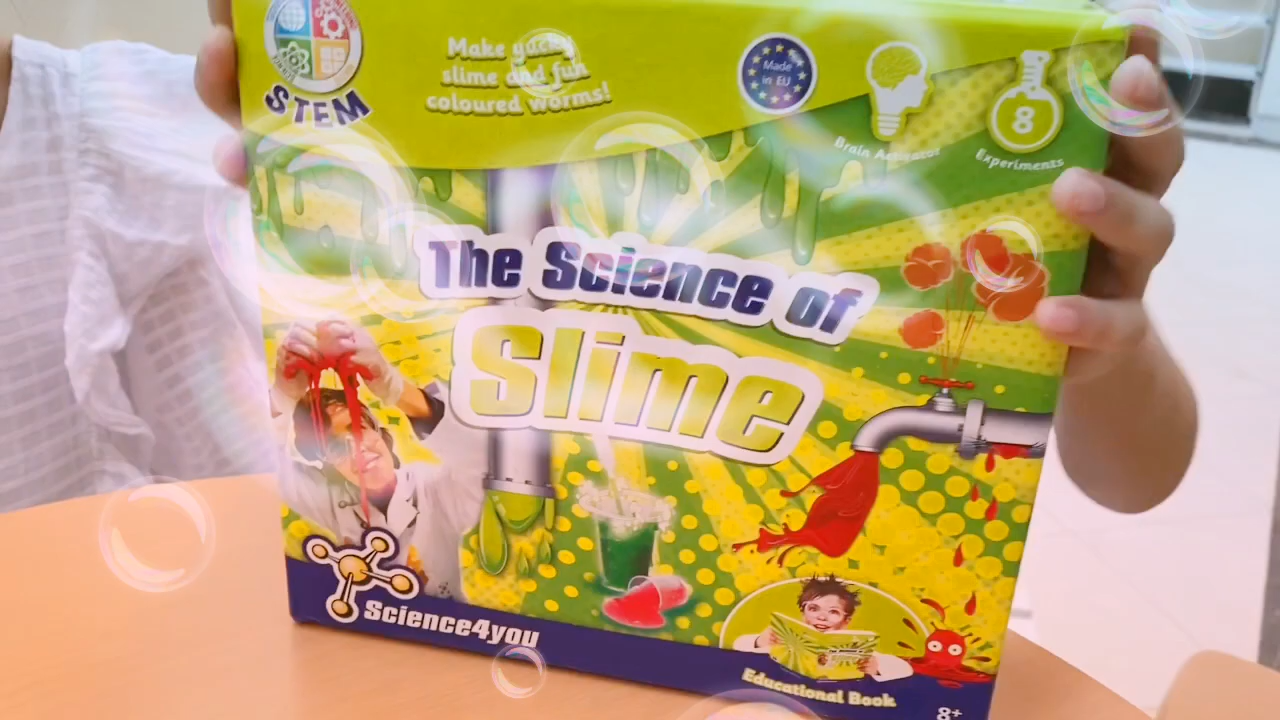 STEM
Make yucky
slime and fun
coloured worms!
Made
in EU
Brain Activator
8
Experiments
The Science of
Slime
Science4you
Educational Book
8+